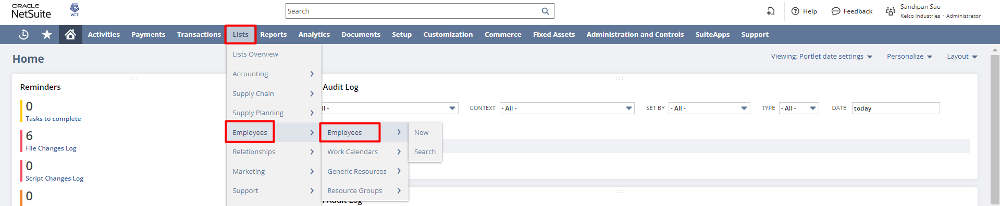 ORACLE
NetSuite
WCT
Search
Help
Feedback
Sandipan Sau
Kelco Industries - Administrator
Activities
Payments
Transactions
Lists
Reports
Analytics
Documents
Setup
Customization
Commerce
Fixed Assets
Administration and Controls
SuiteApps
Support
Home
Viewing: Portlet date settings
Personalize
Layout
Lists Overview
Accounting
Supply Chain
Supply Planning
Employees
Relationships
Marketing
Support
Employees
Work Calendars
Generic Resources
Resource Groups
New
Search
Reminders
0
Tasks to complete
6
File Changes Log
0
Script Changes Log
0
Audit Log
ll -
CONTEXT
- All -
SET BY
- All -
TYPE
- All -
DATE
today
Audit Log